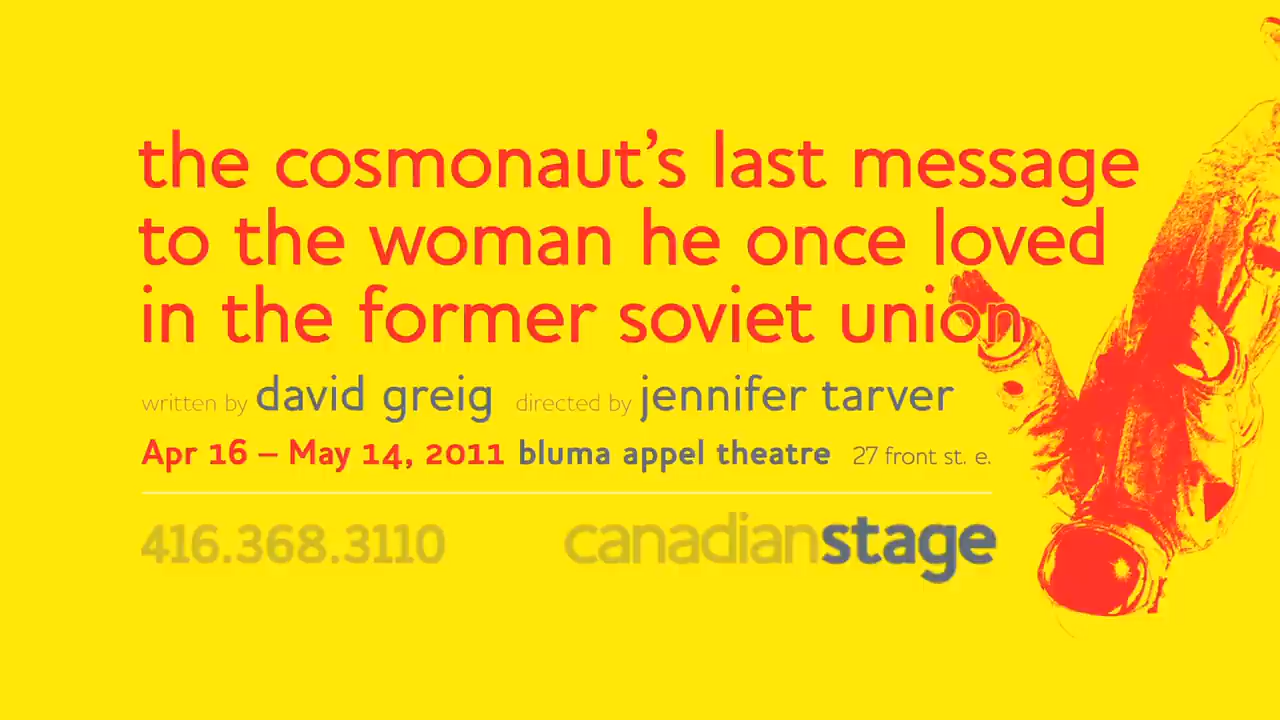 the cosmonaut's last message
to the woman he once loved
in the former soviet union
written by david greig directed by jennifer tarver
Apr 16 – May 14, 2011 bluma appel theatre 27 front st. e.
416.368.3110 canadianstage